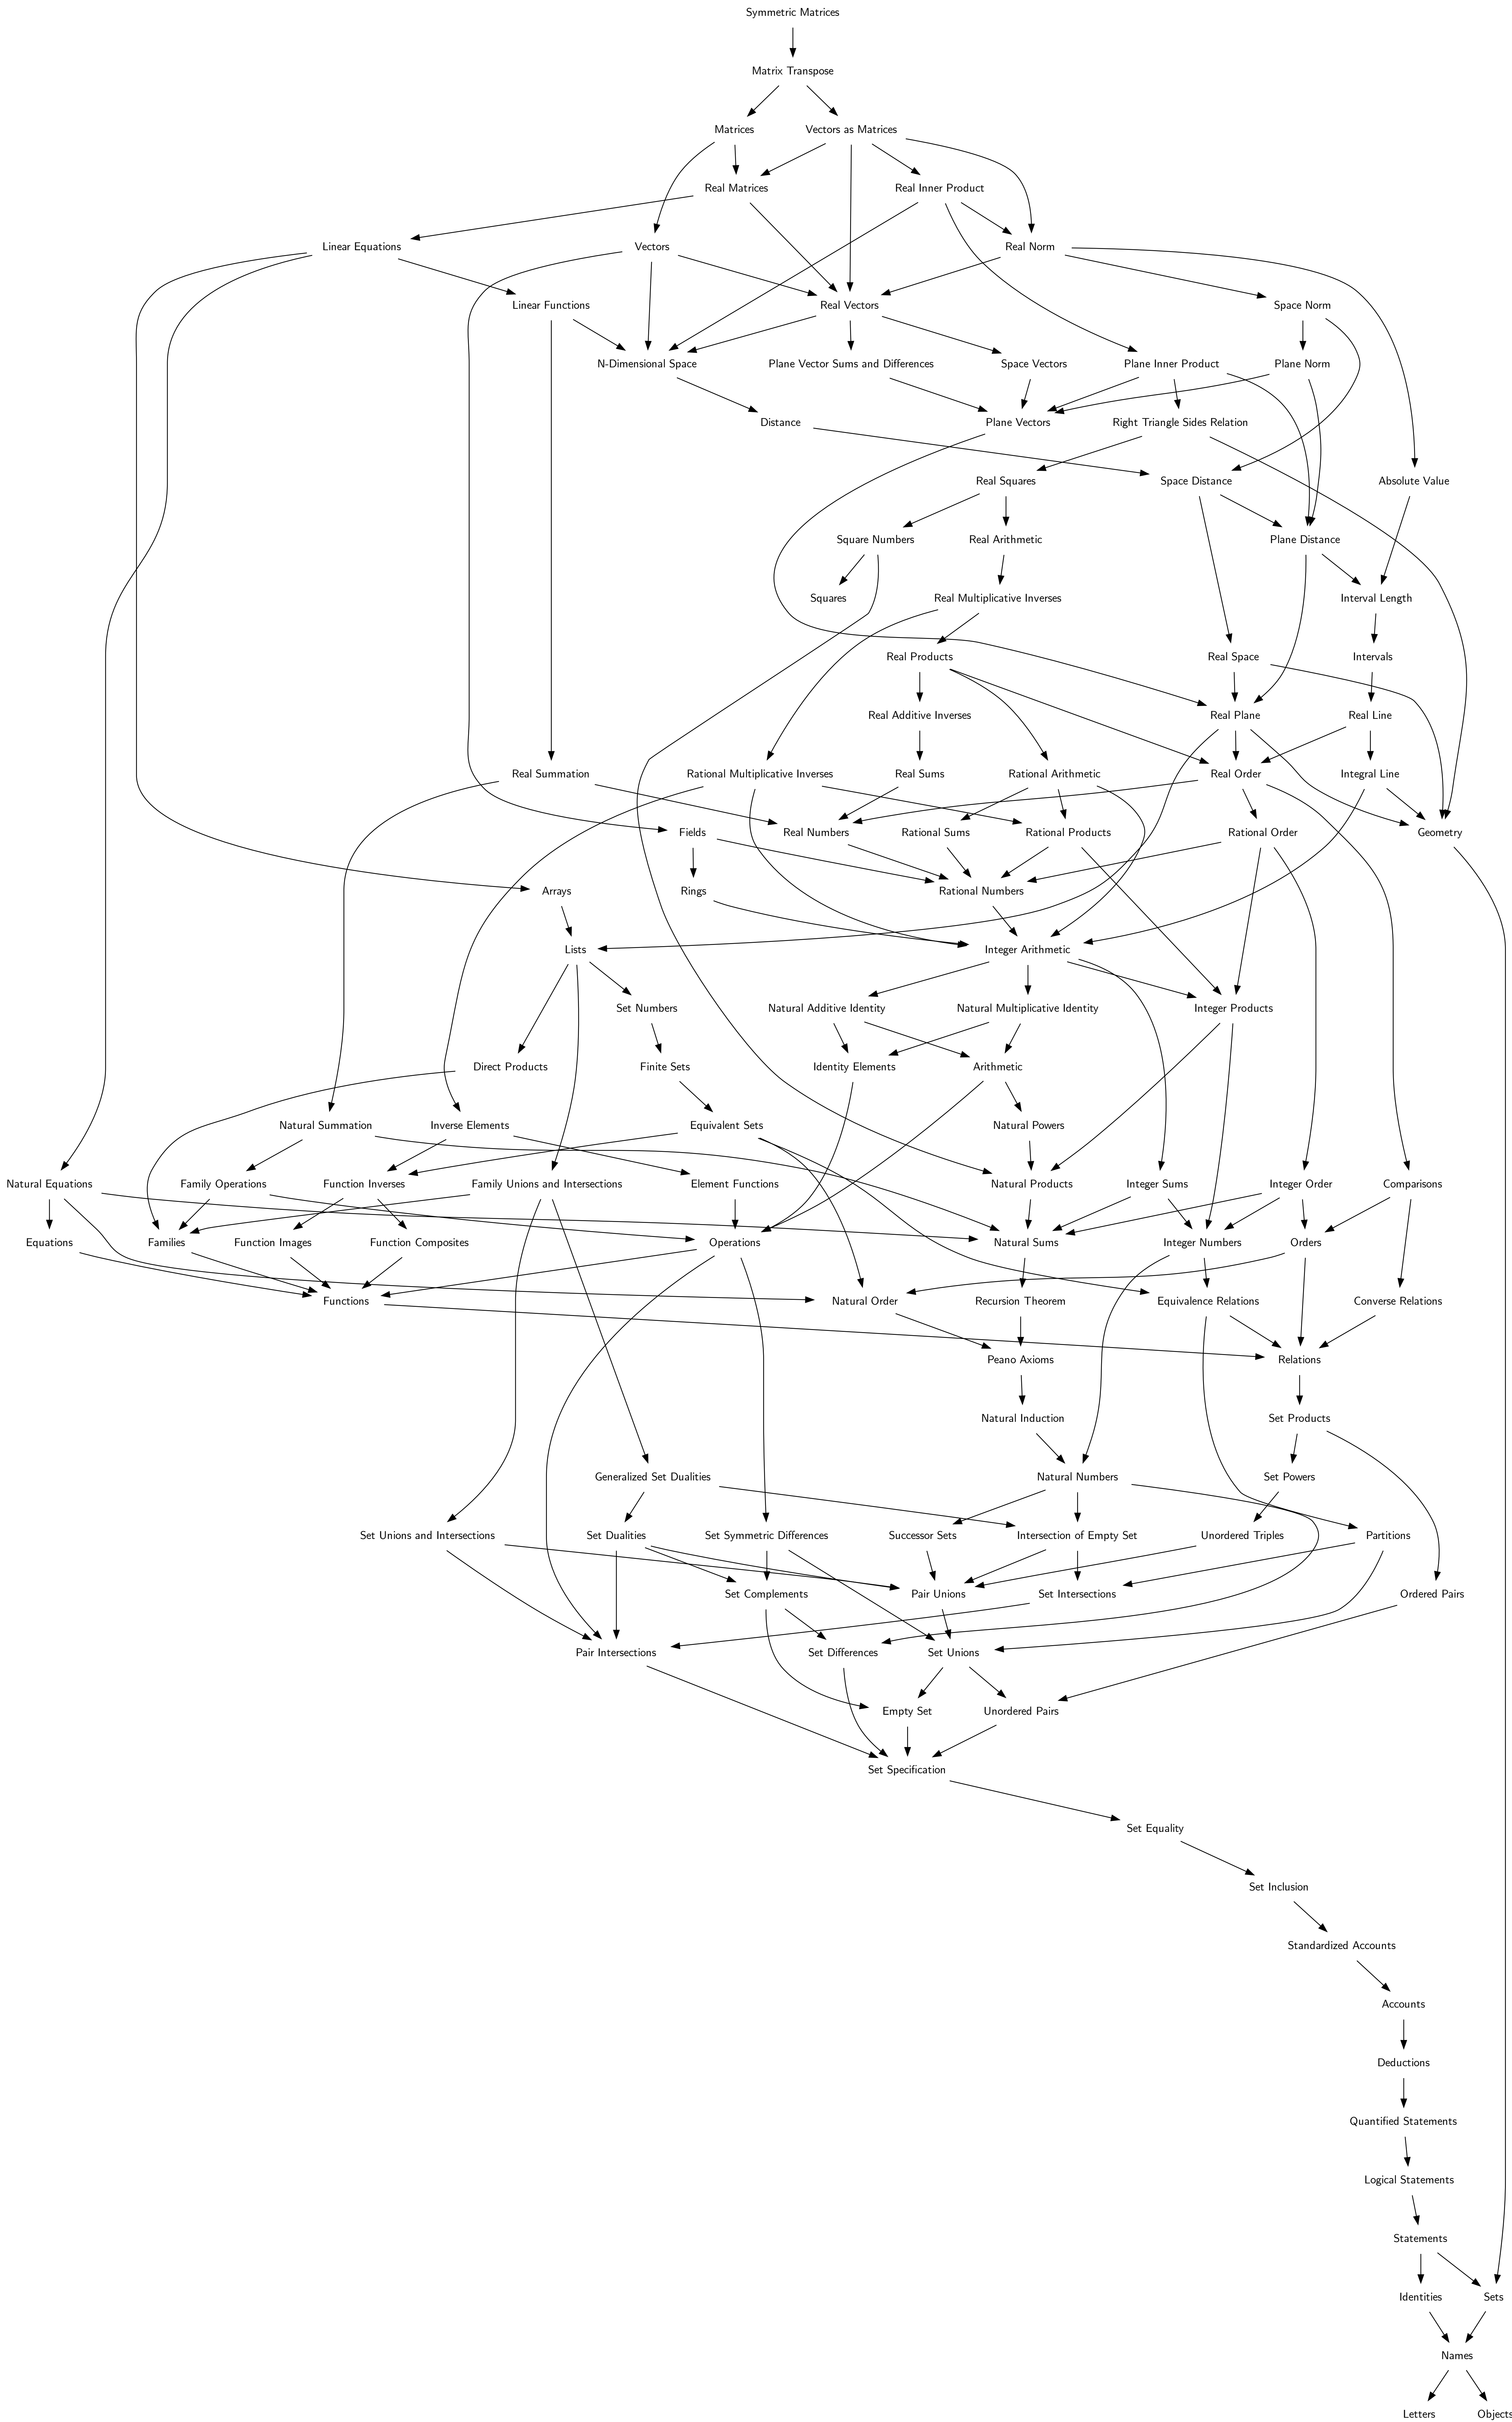 Symmetric Matrices
Matrix Transpose
Matrices
Vectors as Matrices
Real Matrices
Real Inner Product
Linear Equations
Vectors
Real Norm
Linear Functions
Real Vectors
Space Norm
N-Dimensional Space
Plane Vector Sums and Differences
Space Vectors
Plane Inner Product
Plane Norm
Distance
Plane Vectors
Right Triangle Sides Relation
Real Squares
Space Distance
Absolute Value
Square Numbers
Real Arithmetic
Plane Distance
Squares
Real Multiplicative Inverses
Interval Length
Real Products
Real Space
Intervals
Real Additive Inverses
Real Plane
Real Line
Real Summation
Rational Multiplicative Inverses
Real Sums
Rational Arithmetic
Real Order
Integral Line
Fields
Real Numbers
Rational Sums
Rational Products
Rational Order
Geometry
Arrays
Rings
Rational Numbers
Lists
Integer Arithmetic
Set Numbers
Natural Additive Identity
Natural Multiplicative Identity
Integer Products
Direct Products
Finite Sets
Identity Elements
Arithmetic
Natural Summation
Inverse Elements
Equivalent Sets
Natural Powers
Natural Equations
Family Operations
Function Inverses
Family Unions and Intersections
Element Functions
Natural Products
Integer Sums
Integer Order
Comparisons
Equations
Families
Function Images
Function Composites
Operations
Natural Sums
Integer Numbers
Orders
Functions
Natural Order
Recursion Theorem
Equivalence Relations
Converse Relations
Peano Axioms
Relations
Natural Induction
Set Products
Generalized Set Dualities
Natural Numbers
Set Powers
Set Unions and Intersections
Set Dualities
Set Symmetric Differences
Successor Sets
Intersection of Empty Set
Unordered Triples
Partitions
Set Complements
Pair Unions
Set Intersections
Ordered Pairs
Pair Intersections
Set Differences
Set Unions
Empty Set
Unordered Pairs
Set Specification
Set Equality
Set Inclusion
Standardized Accounts
Accounts
Deductions
Quantified Statements
Logical Statements
Statements
Identities
Sets
Names
Letters
Objects